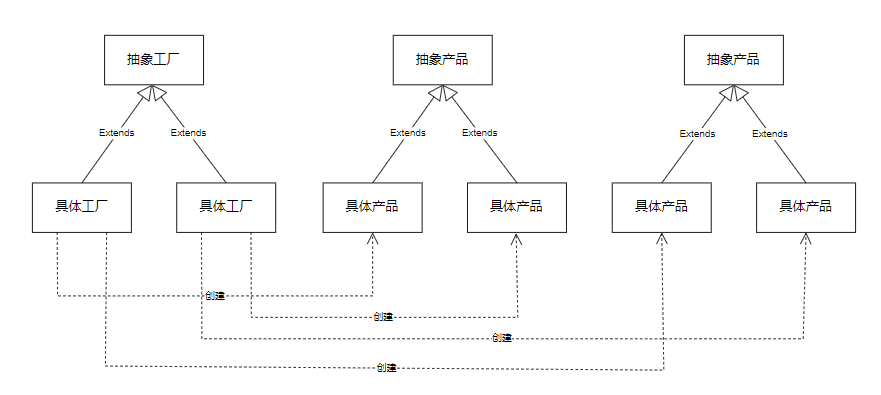 抽象工厂
抽象产品
抽象产品
Extends
Extends
Extends
Extends
Extends
Extends
具体工厂
具体工厂
具体产品
具体产品
具体产品
具体产品
创建
创建
创建
创建